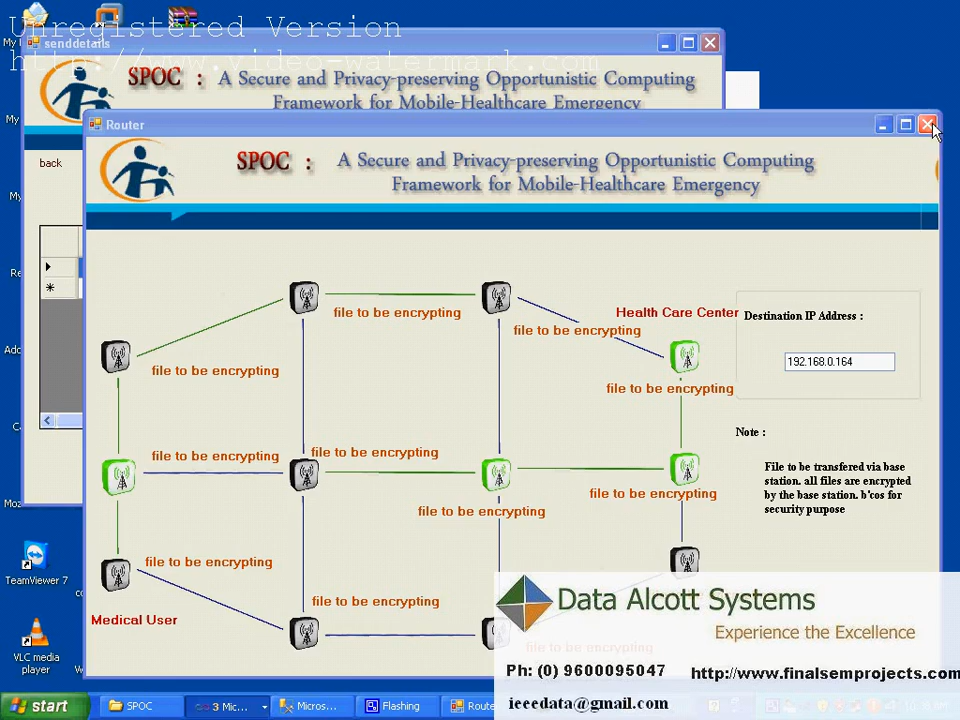 Unregistered Version
http://www.video-watermark.com
senddetails
SPOC : A Secure and Privacy-preserving Opportunistic Computing
Framework for Mobile-Healthcare Emergency
Router
SPOC : A Secure and Privacy-preserving Opportunistic Computing
Framework for Mobile-Healthcare Emergency
back
file to be encrypting
Health Care Center
Destination IP Address :
file to be encrypting
192.168.0.164
file to be encrypting
file to be encrypting
Note :
file to be encrypting
file to be encrypting
File to be transfered via base
station. all files are encrypted
by the base station. b'cos for
security purpose
file to be encrypting
file to be encrypting
file to be encrypting
file to be encrypting
Medical User
file to be encrypting
TeamViewer 7
VLC media
player
Data Alcott Systems
Experience the Excellence
Ph: (0) 9600095047
http://www.finalsemprojects.com
ieeedata@gmail.com
start
SPOC
3 Mic...
Micros...
Flashing
Route